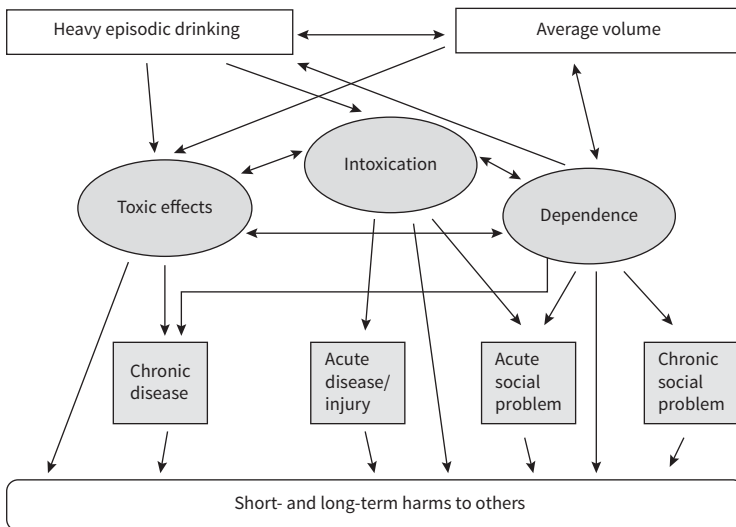 Heavy episodic drinking
Average volume
Intoxication
Toxic effects
Dependence
Chronic
disease
Acute
disease/
injury
Acute
social
problem
Chronic
social
problem
Short- and long-term harms to others